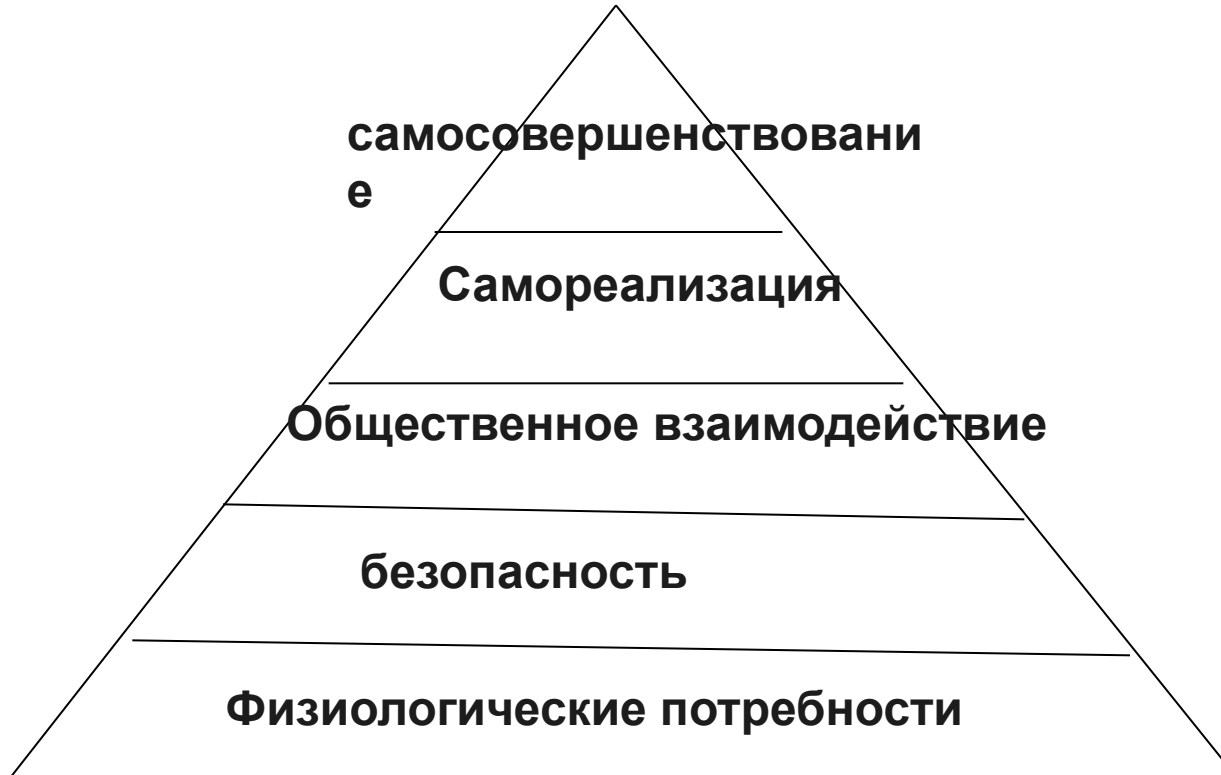 самосовершенствовани
е
Самореализация
Общественное взаимодействие
безопасность
Физиологические потребности